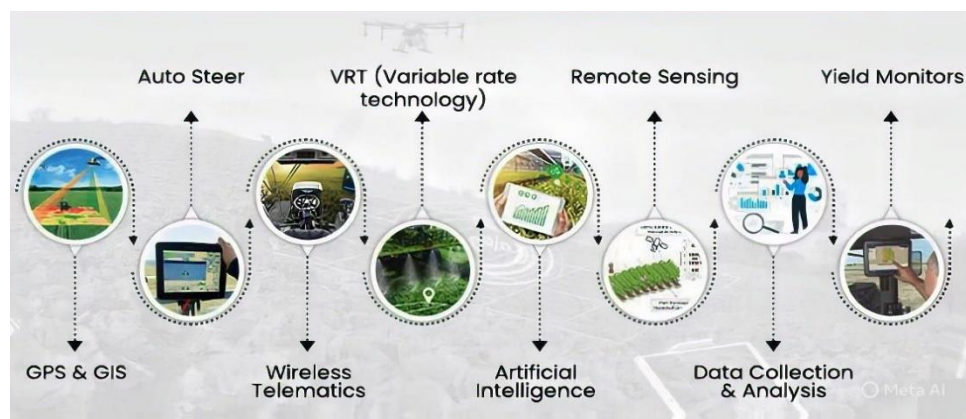 Auto Steer
VRT (Variable rate
technology)
Remote Sensing
Yield Monitors
GPS & GIS
Wireless
Telematics
Artificial
Intelligence
Data Collection
& Analysis
Meta AI